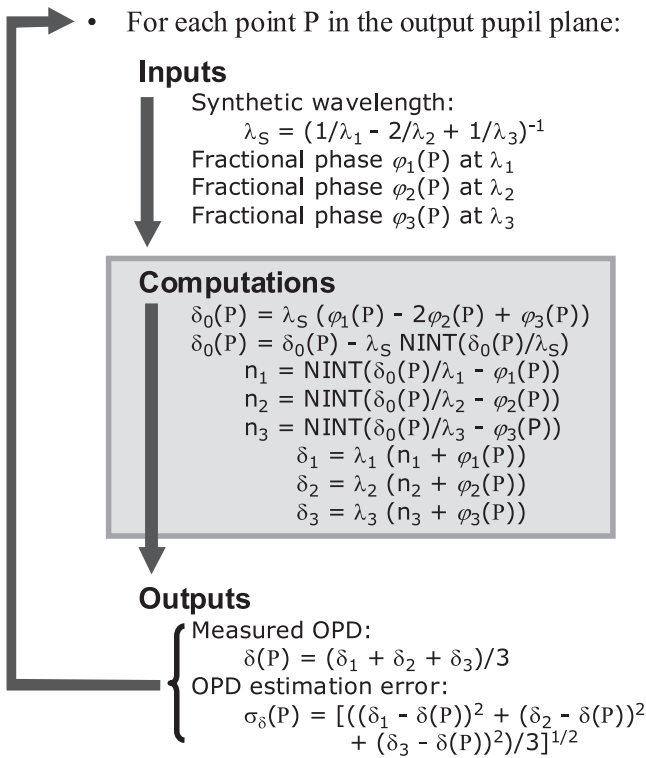 • For each point P in the output pupil plane:
Inputs
Synthetic wavelength:
λS = (1/λ1 - 2/λ2 + 1/λ3)-1
Fractional phase φ1(P) at λ1
Fractional phase φ2(P) at λ2
Fractional phase φ3(P) at λ3
Computations
δ0(P) = λS (φ1(P) - 2φ2(P) + φ3(P))
δ0(P) = δ0(P) - λS NINT(δ0(P)/λS)
n1 = NINT(δ0(P)/λ1 - φ1(P))
n2 = NINT(δ0(P)/λ2 - φ2(P))
n3 = NINT(δ0(P)/λ3 - φ3(P))
δ1 = λ1 (n1 + φ1(P))
δ2 = λ2 (n2 + φ2(P))
δ3 = λ3 (n3 + φ3(P))
Outputs
Measured OPD:
δ(P) = (δ1 + δ2 + δ3)/3
OPD estimation error:
σδ(P) = [((δ1 - δ(P))2 + (δ2 - δ(P))2
+ (δ3 - δ(P))2)/3]1/2